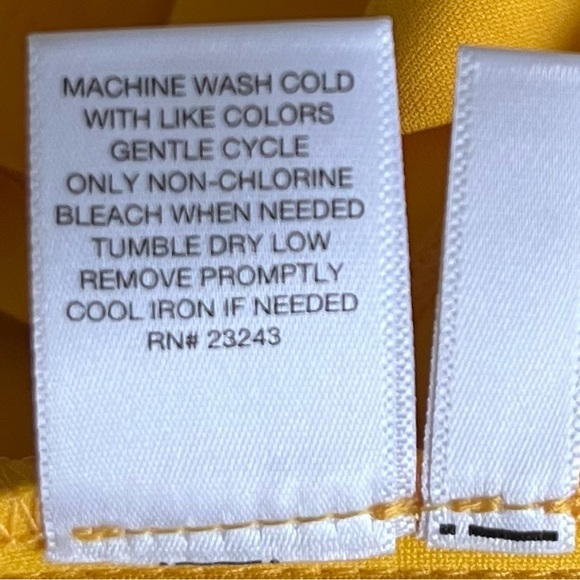 MACHINE WASH COLD
WITH LIKE COLORS
GENTLE CYCLE
ONLY NON-CHLORINE
BLEACH WHEN NEEDED
TUMBLE DRY LOW
REMOVE PROMPTLY
COOL IRON IF NEEDED
RN# 23243